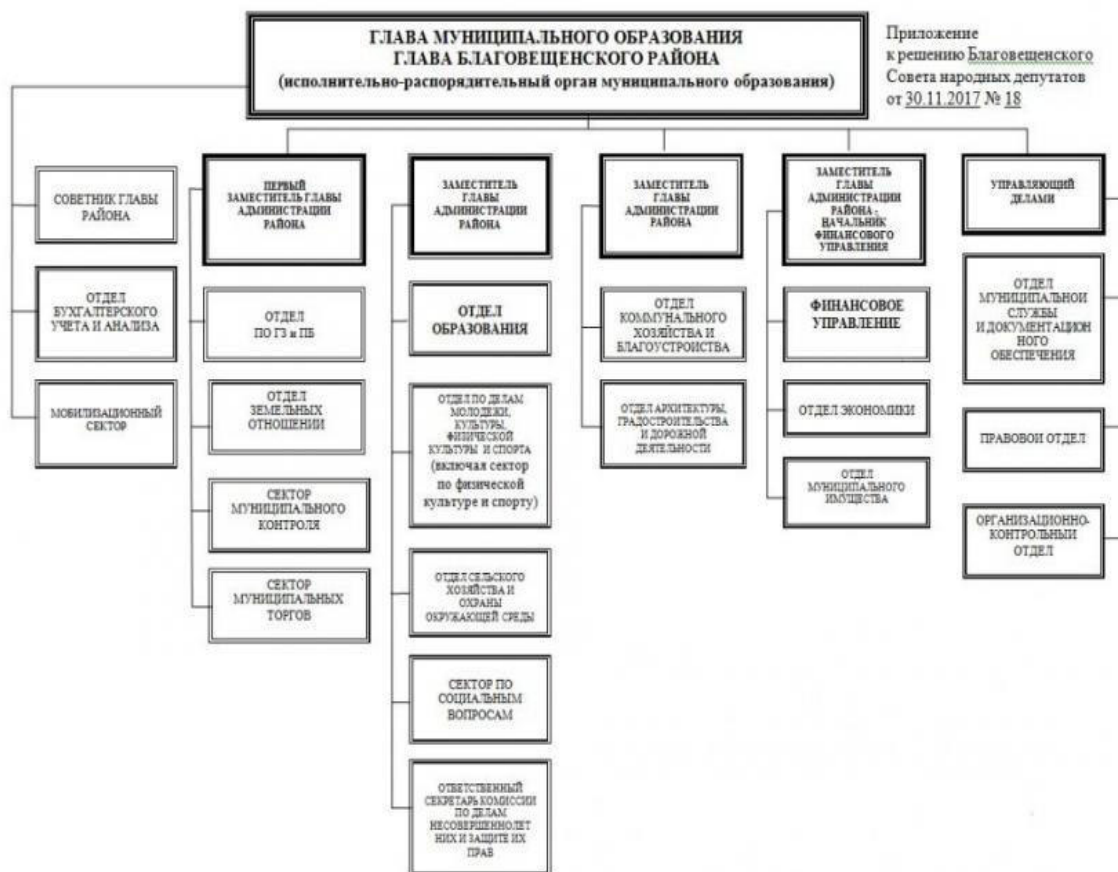 ГЛАВА МУНИЦИПАЛЬНОГО ОБРАЗОВАНИЯ
ГЛАВА БЛАГОВЕЩЕНСКОГО РАЙОНА
(исполнительно-распорядительный орган муниципального образования)
Приложение
к решению Благовещенского
Совета народных депутатов
от 30.11.2017 № 18
СОВЕТНИК ГЛАВЫ
РАЙОНА
ОТДЕЛ
БУХГАЛТЕРСКОГО
УЧЕТА И АНАЛИЗА
МОБИЛИЗАЦИОННЫЙ
СЕКТОР
ПЕРВЫЙ
ЗАМЕСТИТЕЛЬ ГЛАВЫ
АДМИНИСТРАЦИИ
РАЙОНА
ОТДЕЛ
ПО ГЗ и ПБ
ОТДЕЛ
ЗЕМЕЛЬНЫХ
ОТНОШЕНИЙ
СЕКТОР
МУНИЦИПАЛЬНОГО
КОНТРОЛЯ
СЕКТОР
МУНИЦИПАЛЬНЫХ
ТОРГОВ
ЗАМЕСТИТЕЛЬ
ГЛАВЫ
АДМИНИСТРАЦИИ
РАЙОНА
ОТДЕЛ
ОБРАЗОВАНИЯ
ОТДЕЛ ПО ДЕЛАМ
МОЛОДЕЖИ,
КУЛЬТУРЫ,
ФИЗИЧЕСКОЙ
КУЛЬТУРЫ И СПОРТА
(включая сектор
по физической
культуре и спорту)
ОТДЕЛ СЕЛЬСКОГО
ХОЗЯЙСТВА И
ОХРАНЫ
ОКРУЖАЮЩЕЙ СРЕДЫ
СЕКТОР ПО
СОЦИАЛЬНЫМ
ВОПРОСАМ
ОТВЕТСТВЕННЫЙ
СЕКРЕТАРЬ КОМИССИИ
ПО ДЕЛАМ
НЕСОВЕРШЕННОЛЕТ
НИХ И ЗАЩИТЕ ИХ
ПРАВ
ЗАМЕСТИТЕЛЬ
ГЛАВЫ
АДМИНИСТРАЦИИ
РАЙОНА
ОТДЕЛ
КОММУНАЛЬНОГО
ХОЗЯЙСТВА И
БЛАГОУСТРОЙСТВА
ОТДЕЛ АРХИТЕКТУРЫ,
ГРАДОСТРОИТЕЛЬСТВА
И ДОРОЖНОЙ
ДЕЯТЕЛЬНОСТИ
ЗАМЕСТИТЕЛЬ
ГЛАВЫ
АДМИНИСТРАЦИИ
РАЙОНА -
НАЧАЛЬНИК
ФИНАНСОВОГО
УПРАВЛЕНИЯ
ФИНАНСОВОЕ
УПРАВЛЕНИЕ
ОТДЕЛ ЭКОНОМИКИ
ОТДЕЛ
МУНИЦИПАЛЬНОГО
ИМУЩЕСТВА
УПРАВЛЯЮЩИЙ
ДЕЛАМИ
ОТДЕЛ
МУНИЦИПАЛЬНОЙ
СЛУЖБЫ
И ДОКУМЕНТАЦИОН
НОГО
ОБЕСПЕЧЕНИЯ
ПРАВОВОЙ ОТДЕЛ
ОРГАНИЗАЦИОННО-
КОНТРОЛЬНЫЙ
ОТДЕЛ